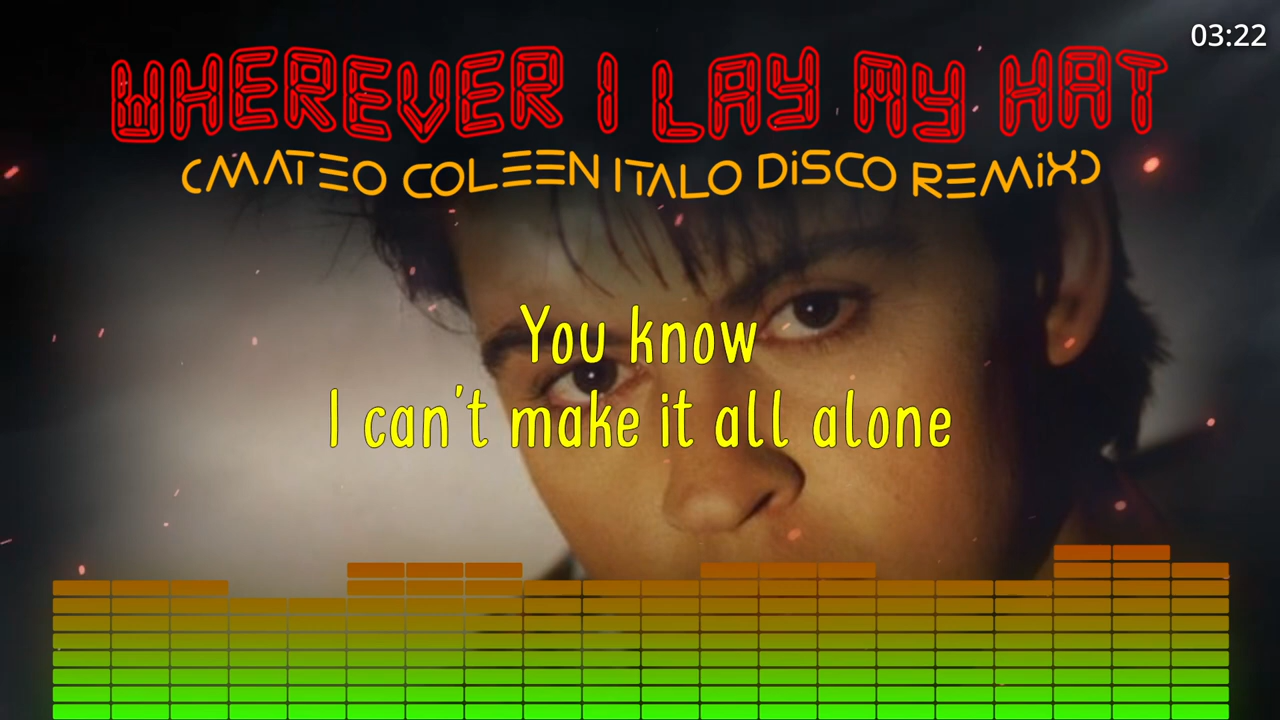 03:22
WHEREVER I LAY MY HAT
(MATEO COLEEN ITALO DiSCO REMiX)
You know
I can't make it all alone